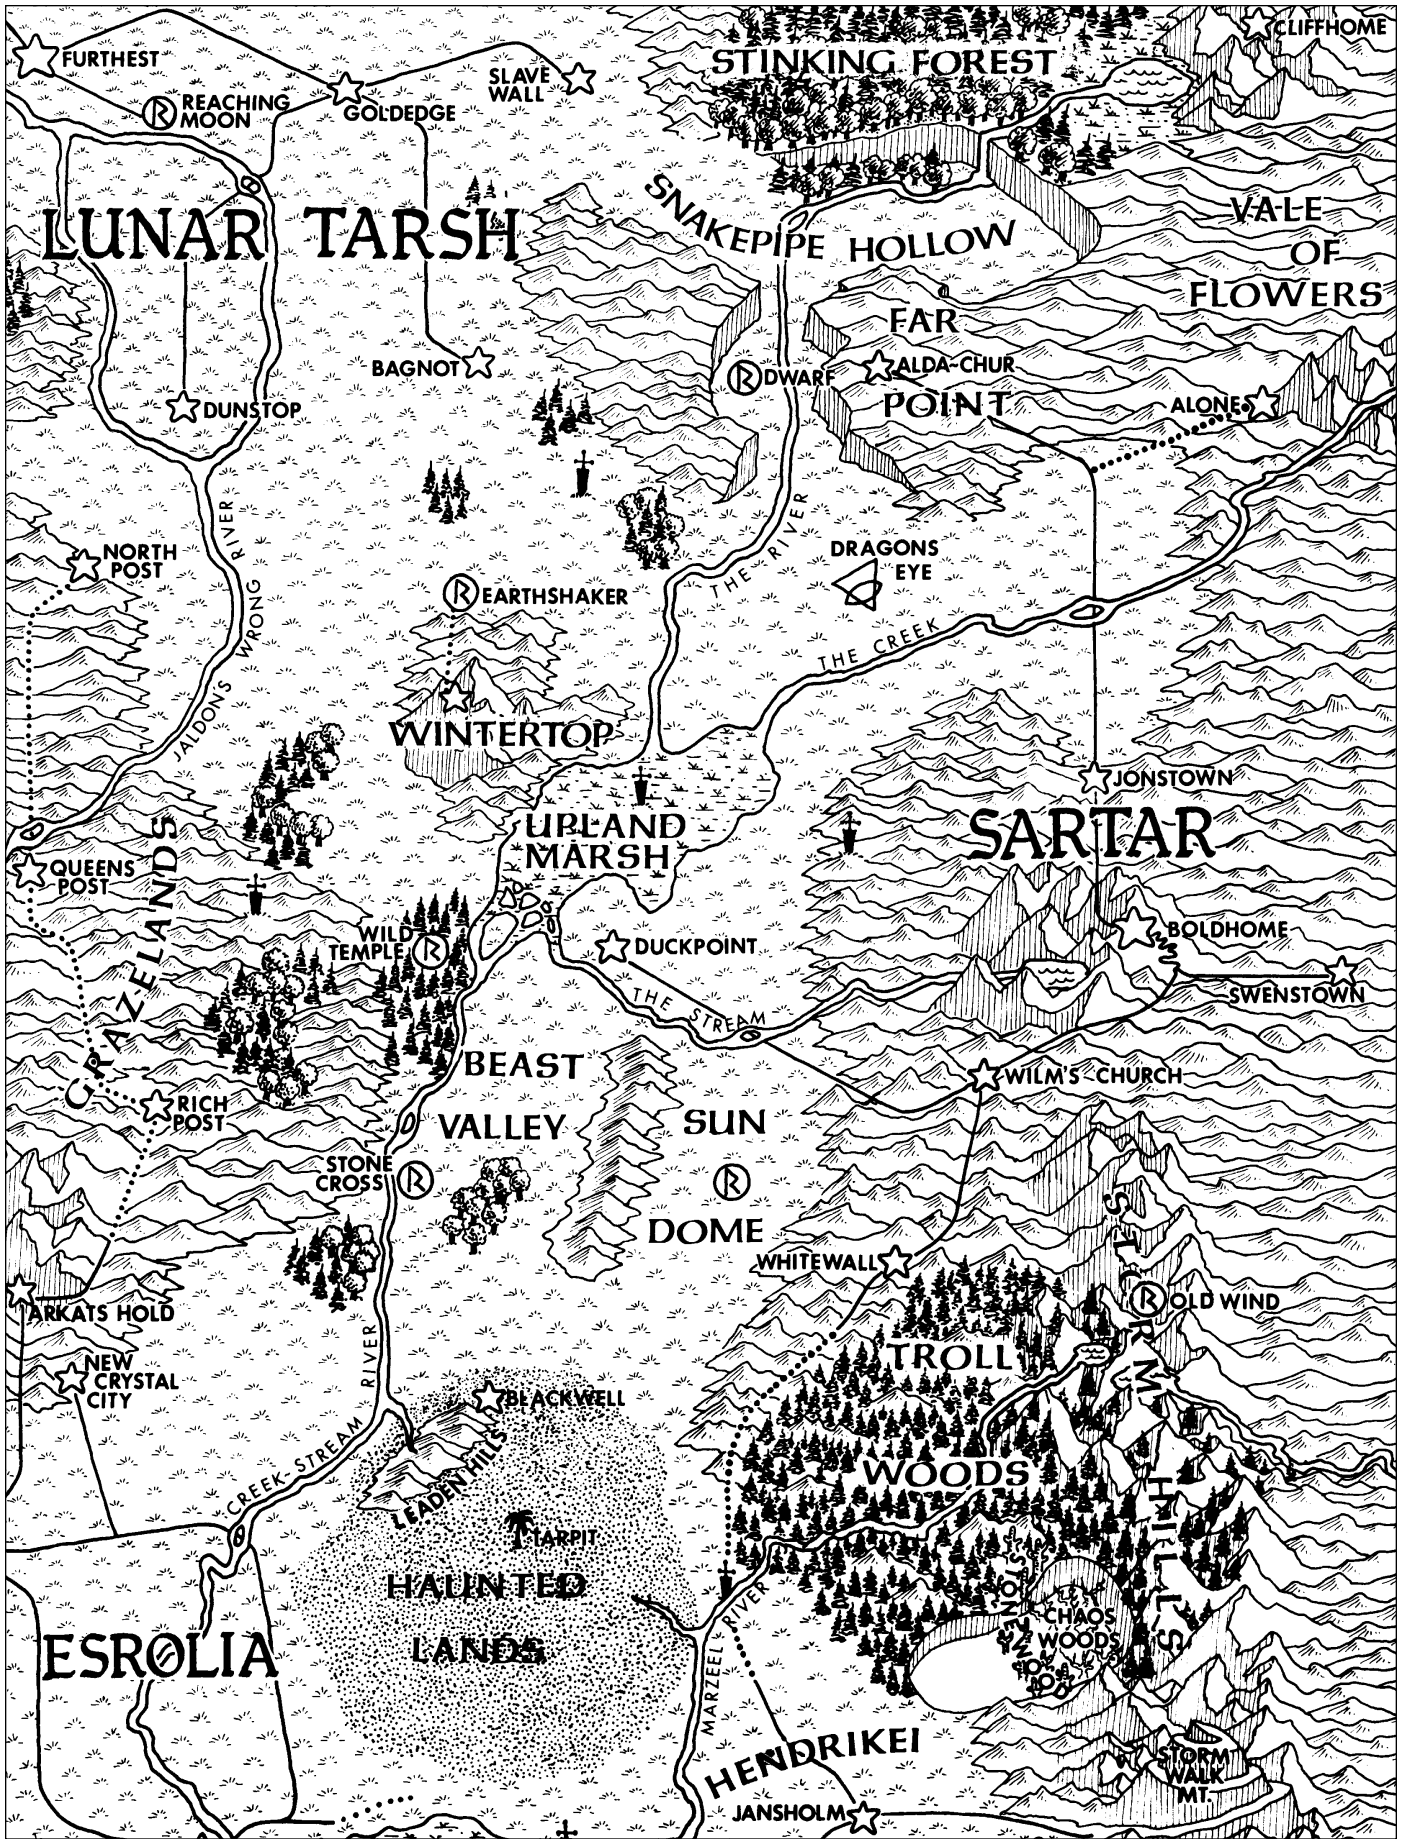 CLIFFHOME
STINKING FOREST
FURTHEST
SLAVE
WALL
REACHING
MOON
GOLDEDGE
LUNAR TARSH
SNAKEPIPE HOLLOW
VALE
OF
FLOWERS
FAR
POINT
BAGNOT
DWARF
ALDA-CHUR
DUNSTOP
ALONE
NORTH
POST
JALDON'S WRONG RIVER
THE RIVER
DRAGONS
EYE
EARTHSHAKER
THE CREEK
WINTERTOP
JONSTOWN
UPLAND
MARSH
SARTAR
QUEENS
POST
GRAZELANDS
WILD
TEMPLE
DUCKPOINT
BOLDHOME
SWENSTOWN
THE STREAM
BEAST
VALLEY
WILM'S CHURCH
RICH
POST
SUN
DOME
STONE
CROSS
WHITEWALL
STORM HILLS
OLD WIND
ARKATS HOLD
NEW
CRYSTAL
CITY
TROLL
WOODS
BLACKWELL
CREEK-STREAM RIVER
LEADEN HILLS
TARPIT
HAUNTED
LANDS
STONEWOOD
CHAOS
WOODS
ESROLIA
MARZEEL RIVER
HENDRIKEI
STORM
WALK
MT.
JANSHOLM
R
R
R
R
R
R
R